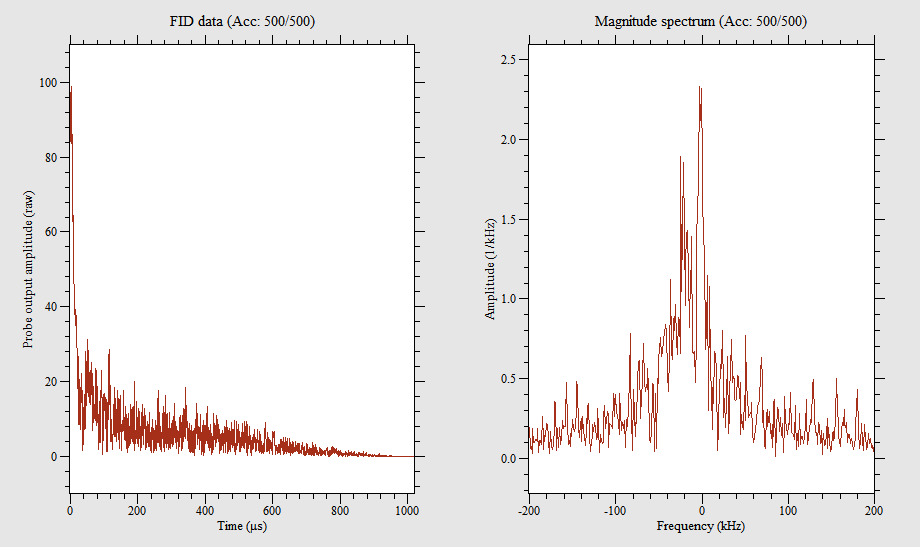 FID data (Acc: 500/500)
Probe output amplitude (raw)
100
80
60
40
20
0
0 200 400 600 800 1000
Time (µs)
Magnitude spectrum (Acc: 500/500)
Amplitude (1/kHz)
2.5
2.0
1.5
1.0
0.5
0.0
-200 -100 0 100 200
Frequency (kHz)